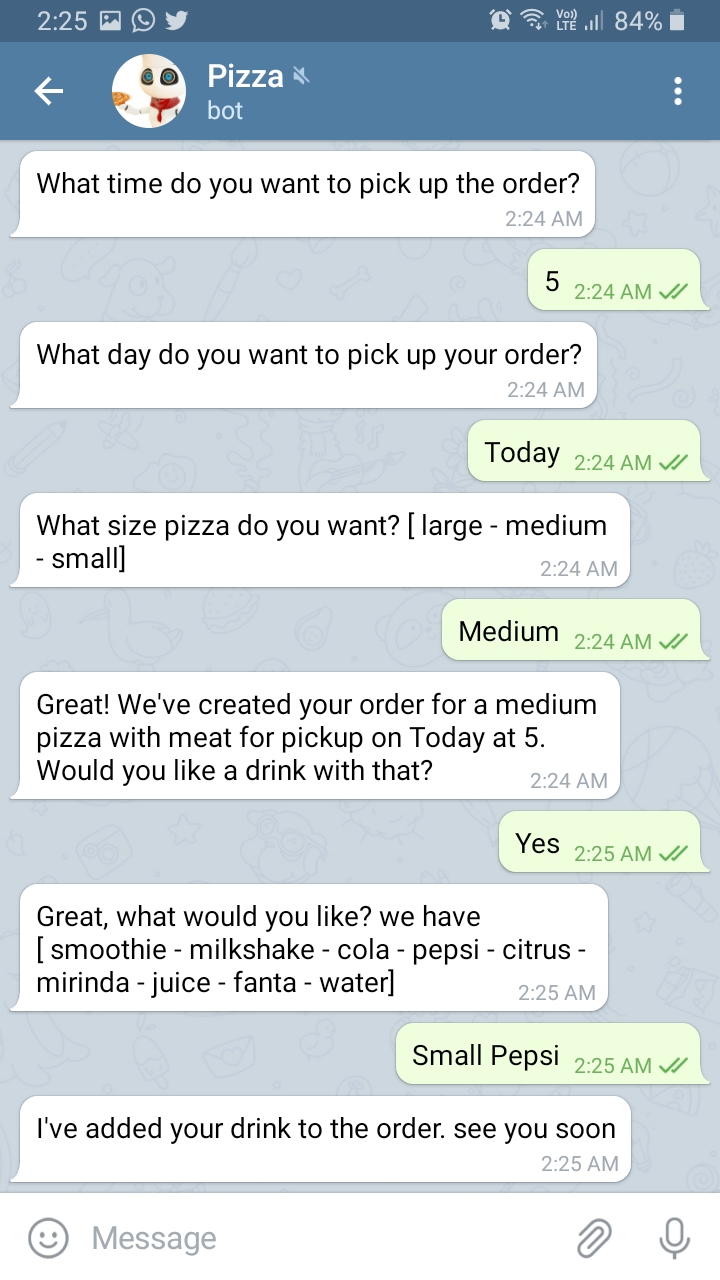 2:25 Vo)) LTE 84%
Pizza
bot
What time do you want to pick up the order?
2:24 AM
5 2:24 AM
What day do you want to pick up your order?
2:24 AM
Today 2:24 AM
What size pizza do you want? [ large - medium
- small]
2:24 AM
Medium 2:24 AM
Great! We've created your order for a medium
pizza with meat for pickup on Today at 5.
Would you like a drink with that?
2:24 AM
Yes 2:25 AM
Great, what would you like? we have
[ smoothie - milkshake - cola - pepsi - citrus -
mirinda - juice - fanta - water]
2:25 AM
Small Pepsi 2:25 AM
I've added your drink to the order. see you soon
2:25 AM
Message